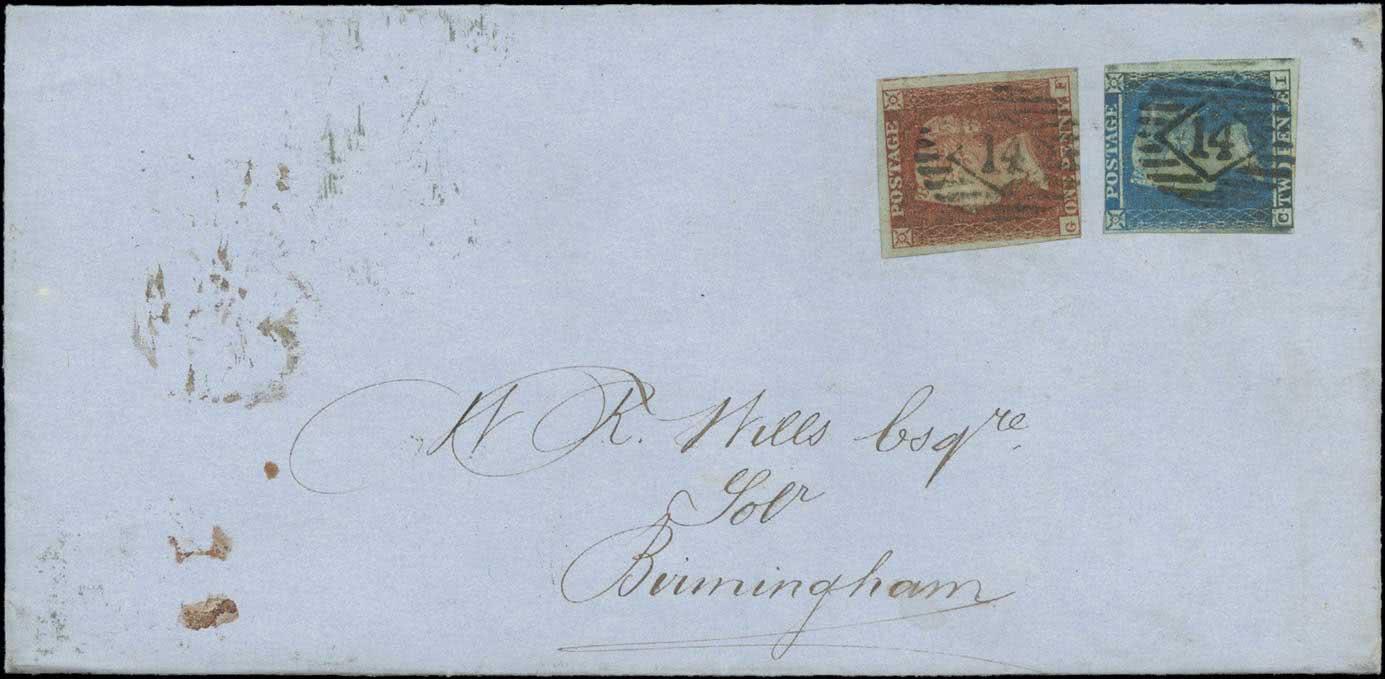 POSTAGE
ONE PENNY
G F
14
POSTAGE
TWO PENCE
C I
14
W R. Wills Esqre.
Solr
Birmingham